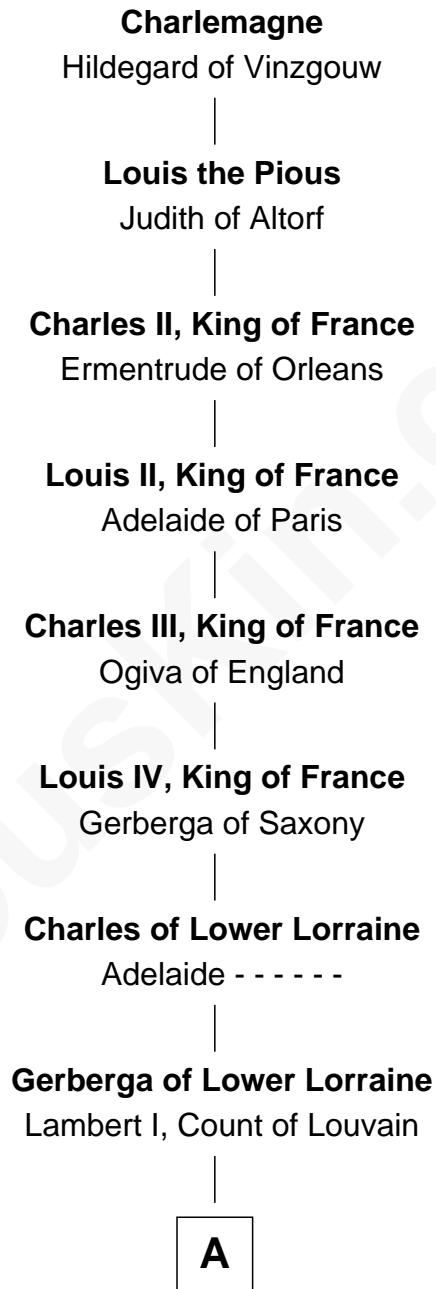 Charlemagne
Hildegard of Vinzgouw
Louis the Pious
Judith of Altorf
Charles II, King of France
Ermentrude of Orleans
Louis II, King of France
Adelaide of Paris
Charles III, King of France
Ogiva of England
Louis IV, King of France
Gerberga of Saxony
Charles of Lower Lorraine
Adelaide - - - - - -
Gerberga of Lower Lorraine
Lambert I, Count of Louvain
A